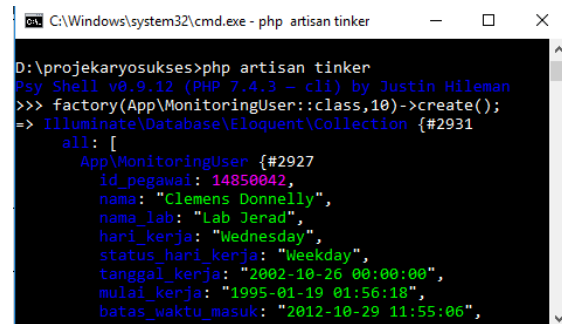 C:\Windows\system32\cmd.exe - php artisan tinker
D:\projekaryosukses>php artisan tinker
Psy Shell v0.9.12 (PHP 7.4.3 — cli) by Justin Hileman
>>> factory(App\MonitoringUser::class,10)->create();
=> Illuminate\Database\Eloquent\Collection {#2931
all: [
App\MonitoringUser {#2927
id_pegawai: 14850042,
nama: "Clemens Donnelly",
nama_lab: "Lab Jerad",
hari_kerja: "Wednesday",
status_hari_kerja: "Weekday",
tanggal_kerja: "2002-10-26 00:00:00",
mulai_kerja: "1995-01-19 01:56:18",
batas_waktu_masuk: "2012-10-29 11:55:06",